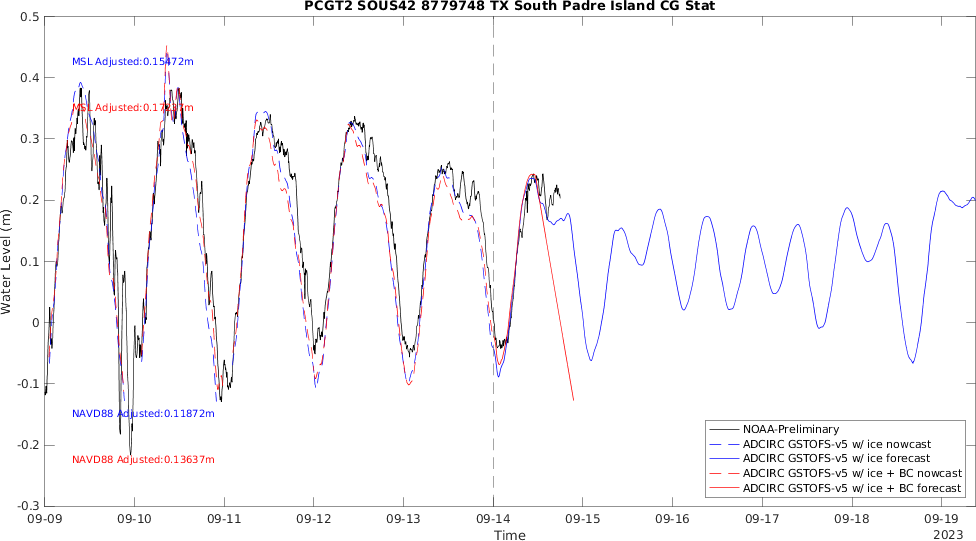 PCGT2 SOUS42 8779748 TX South Padre Island CG Stat
0.5
0.4
0.3
0.2
0.1
0
-0.1
-0.2
-0.3
Water Level (m)
MSL Adjusted:0.15472m
MSL Adjusted:
NAVD88 Adjusted:0.11872m
NAVD88 Adjusted:0.13637m
NOAA-Preliminary
ADCIRC GSTOFS-v5 w/ ice nowcast
ADCIRC GSTOFS-v5 w/ ice forecast
ADCIRC GSTOFS-v5 w/ ice + BC nowcast
ADCIRC GSTOFS-v5 w/ ice + BC forecast
09-09 09-10 09-11 09-12 09-13 09-14 09-15 09-16 09-17 09-18 09-19
Time
2023